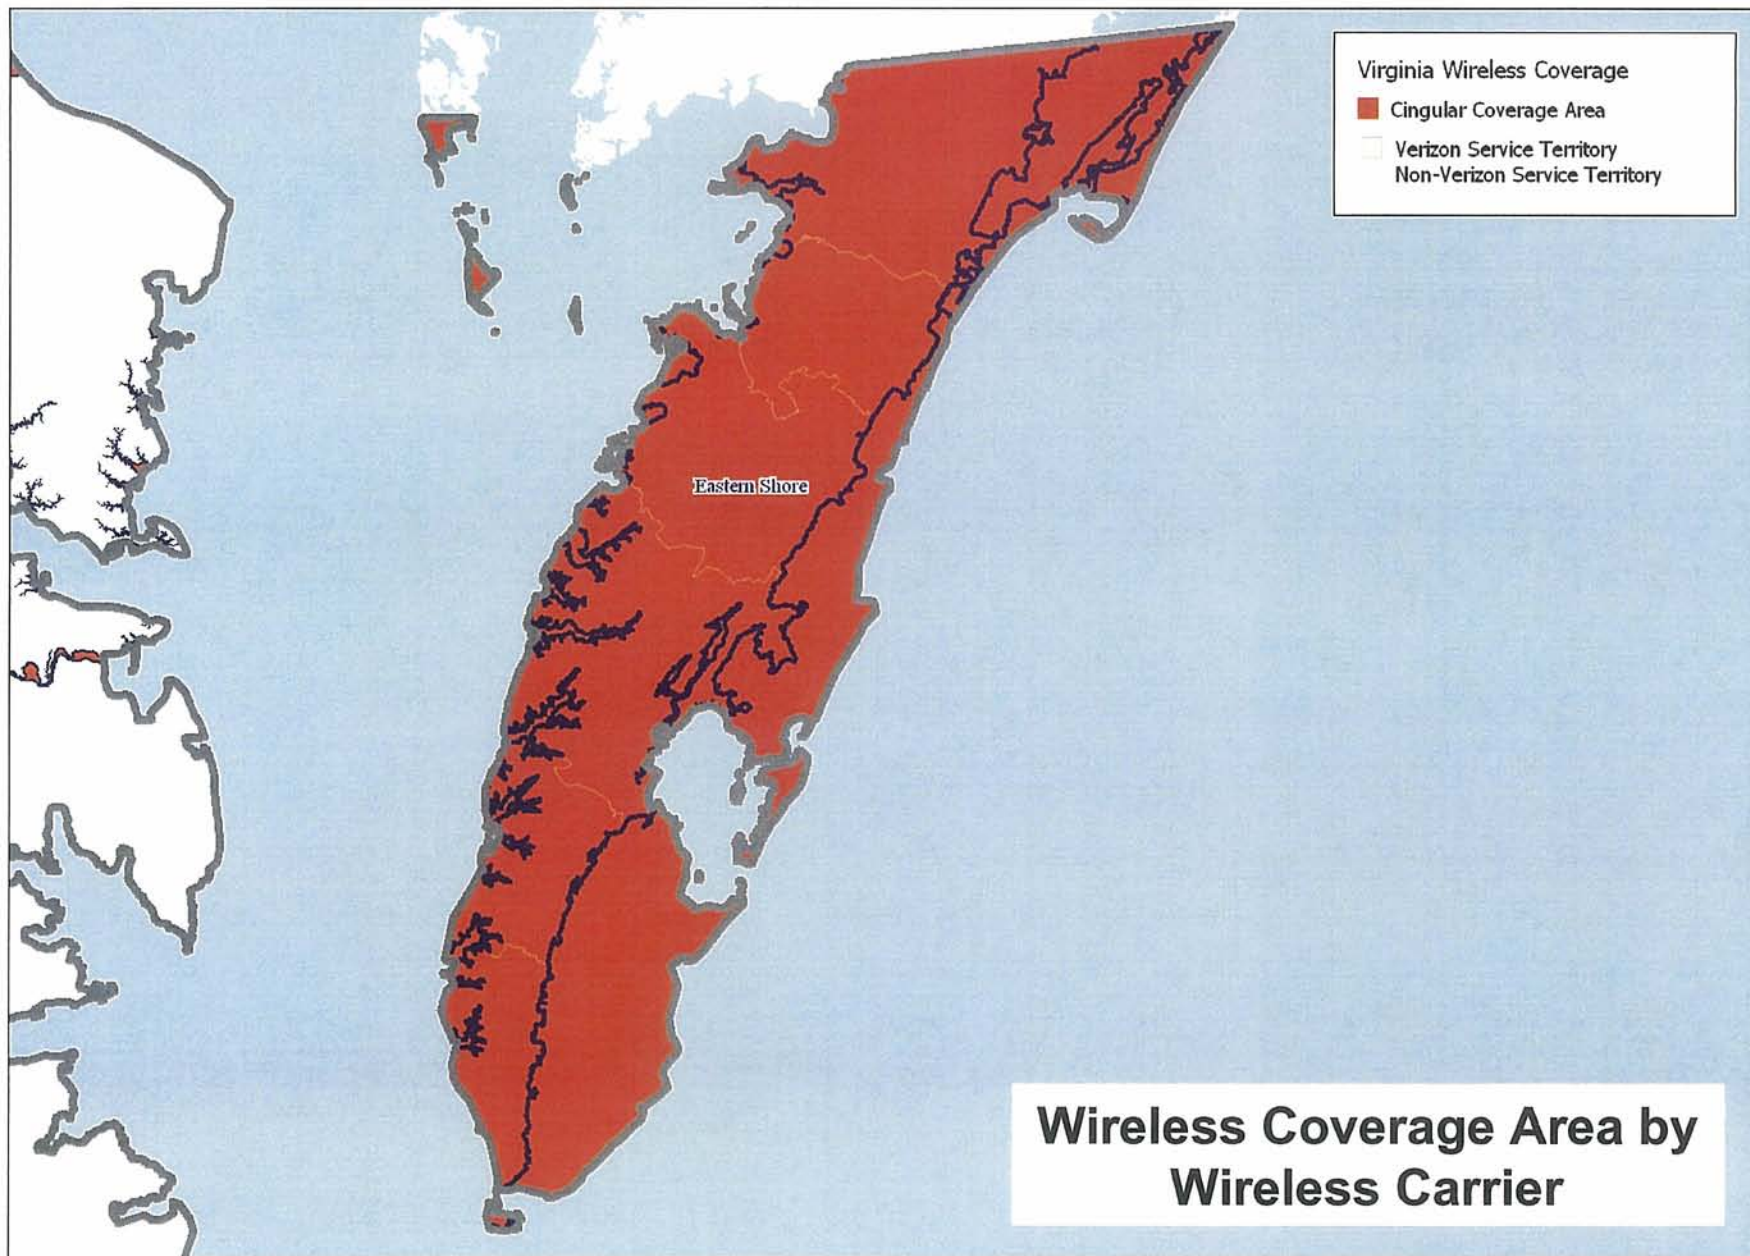 Virginia Wireless Coverage
Cingular Coverage Area
Verizon Service Territory
Non-Verizon Service Territory
Eastern Shore
Wireless Coverage Area by
Wireless Carrier